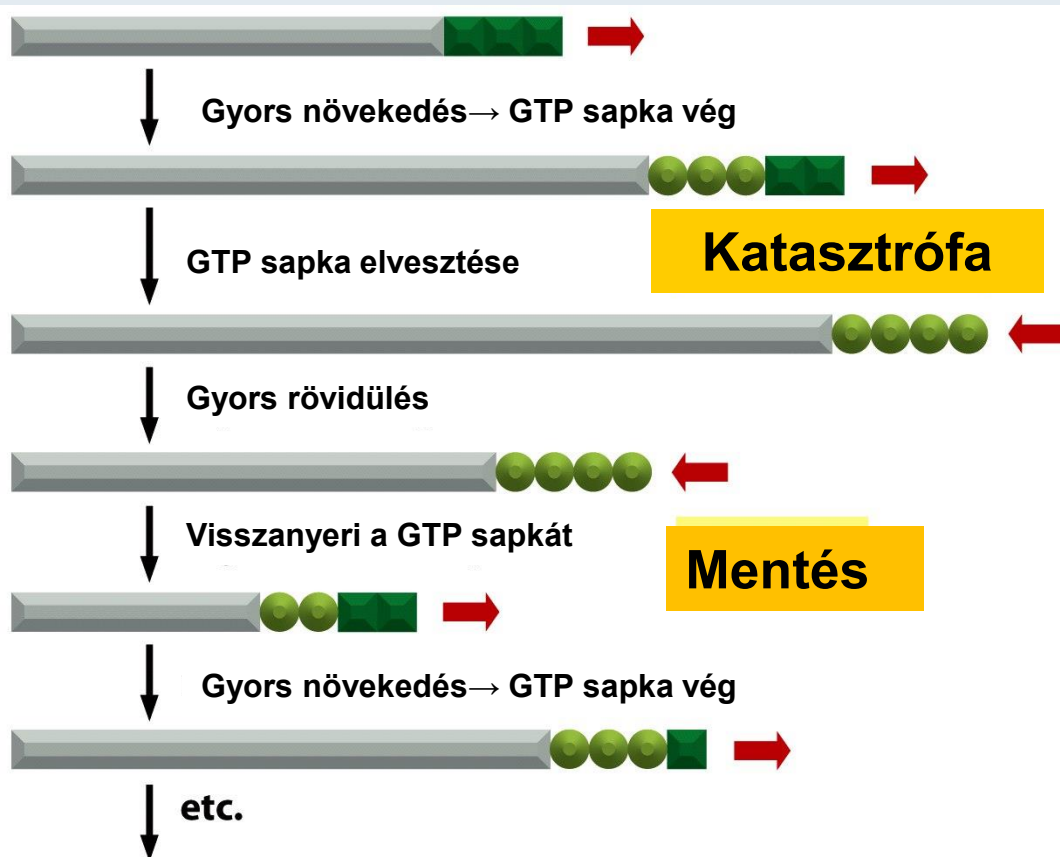 Gyors növekedés→ GTP sapka vég
Katasztrófa
GTP sapka elvesztése
Gyors rövidülés
Visszanyeri a GTP sapkát
Mentés
Gyors növekedés→ GTP sapka vég
etc.